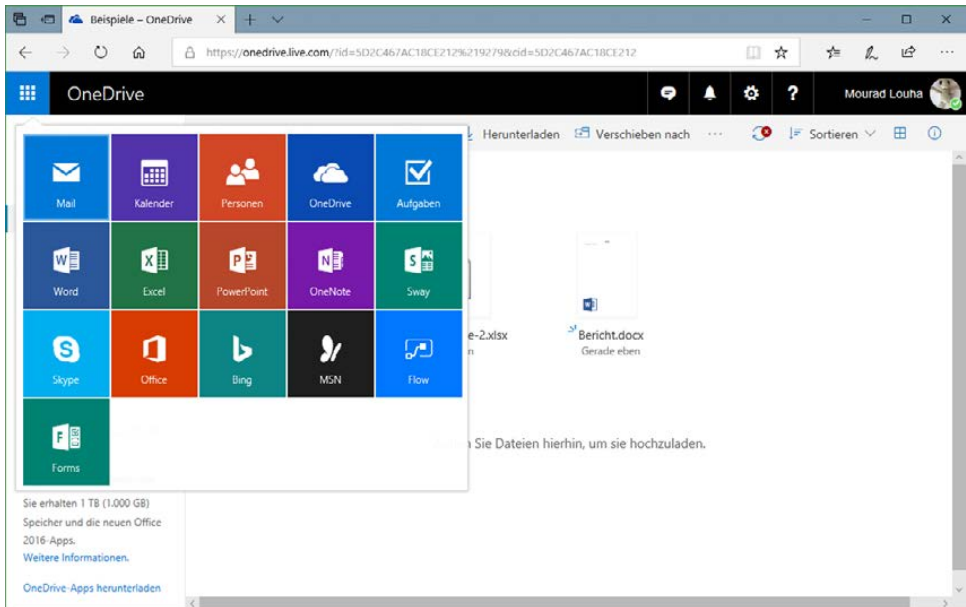 Beispiele – OneDrive
https://onedrive.live.com/?id=5D2C467AC18CE212%219279&cid=5D2C467AC18CE212
OneDrive
? Mourad Louha
Herunterladen Verschieben nach ... Sortieren
Mail Kalender Personen OneDrive Aufgaben
Word Excel PowerPoint OneNote Sway
e-2.xlsx Bericht.docx
Gerade eben
Skype Office Bing MSN Flow
Sie Dateien hierhin, um sie hochzuladen.
Forms
Sie erhalten 1 TB (1.000 GB)
Speicher und die neuen Office
2016-Apps.
Weitere Informationen.
OneDrive-Apps herunterladen